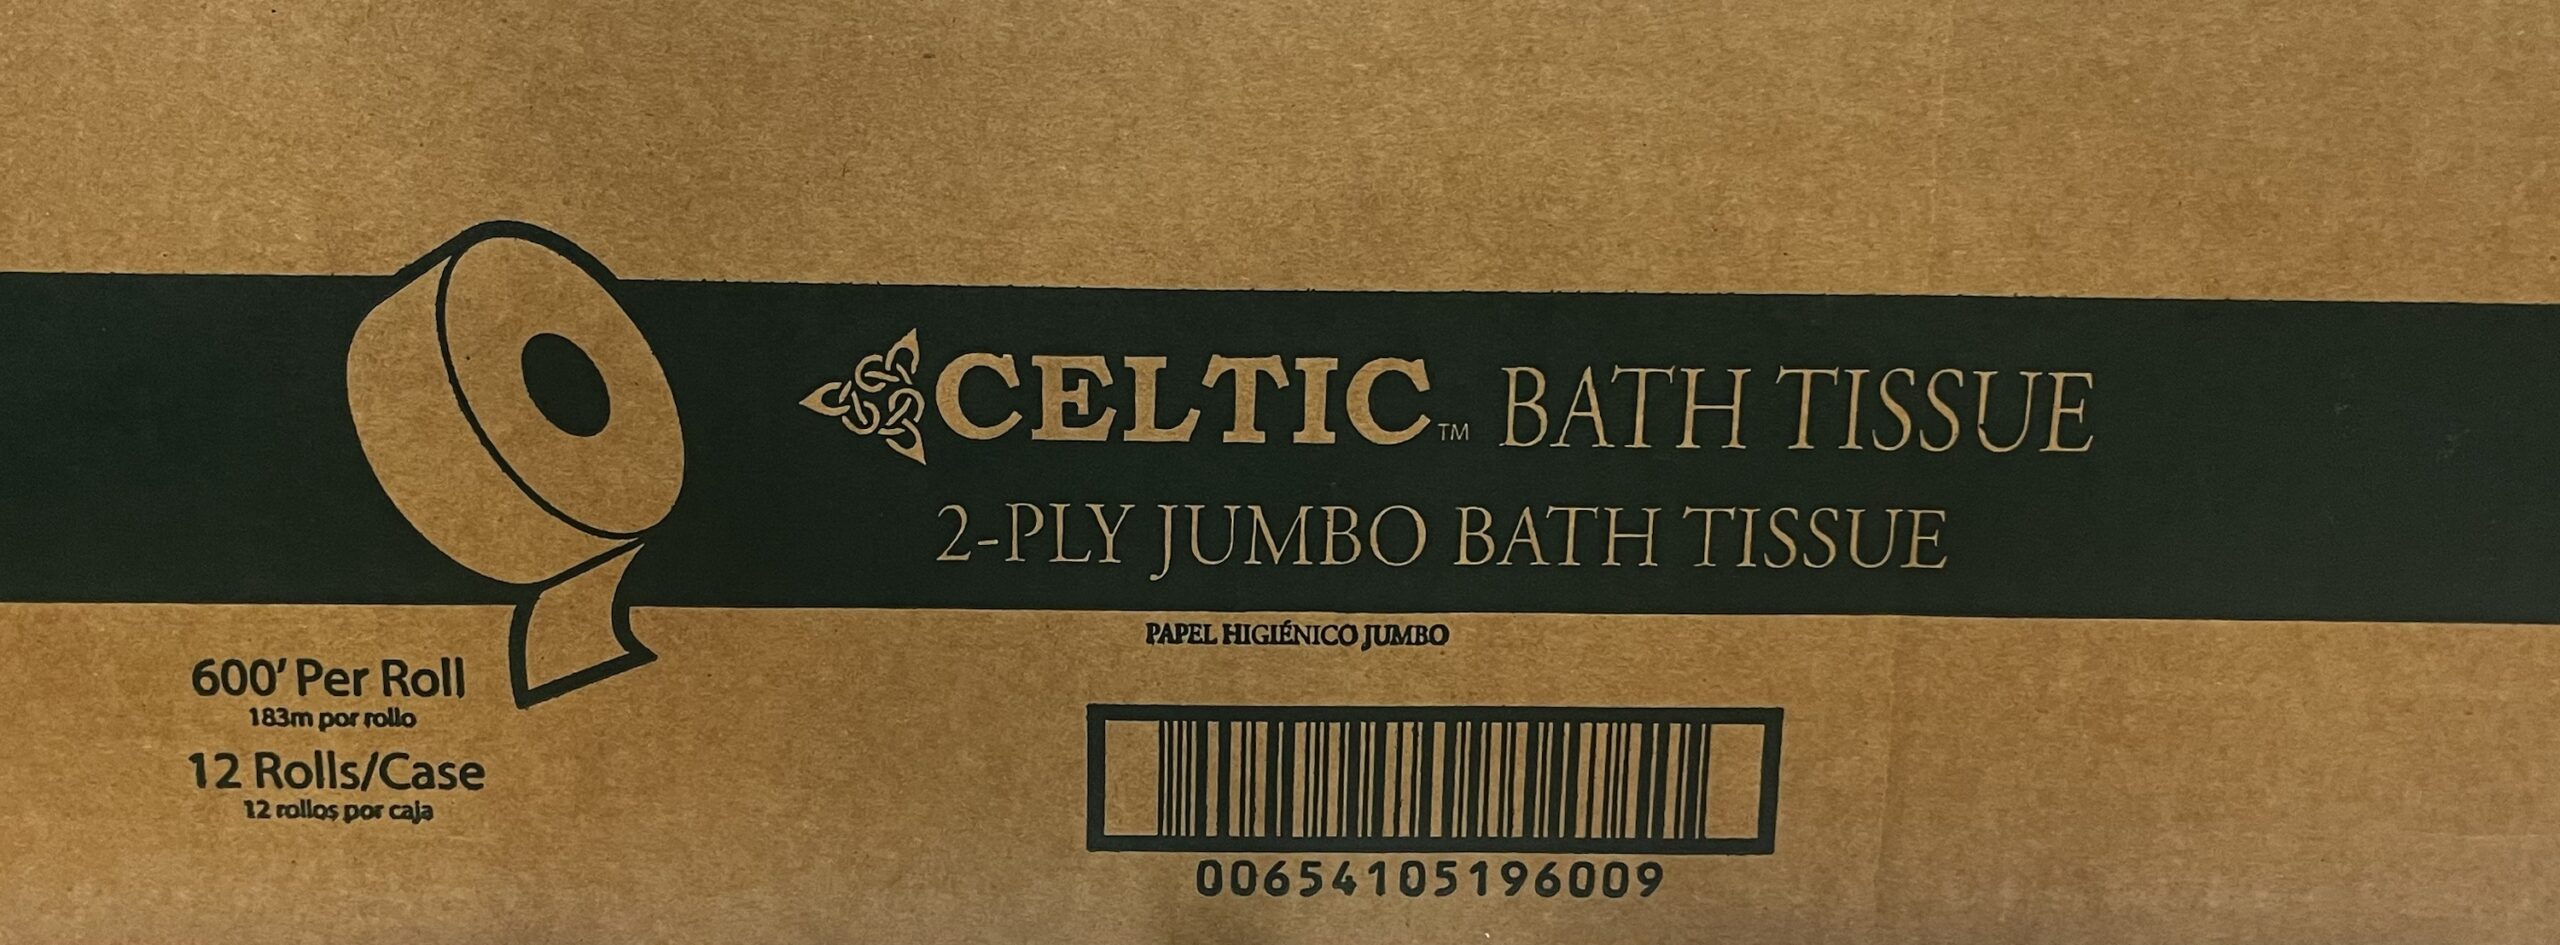 CELTIC™ BATH TISSUE
2-PLY JUMBO BATH TISSUE
PAPEL HIGIÉNICO JUMBO
600' Per Roll
183m por rollo
12 Rolls/Case
12 rollos por caja
00654105196009